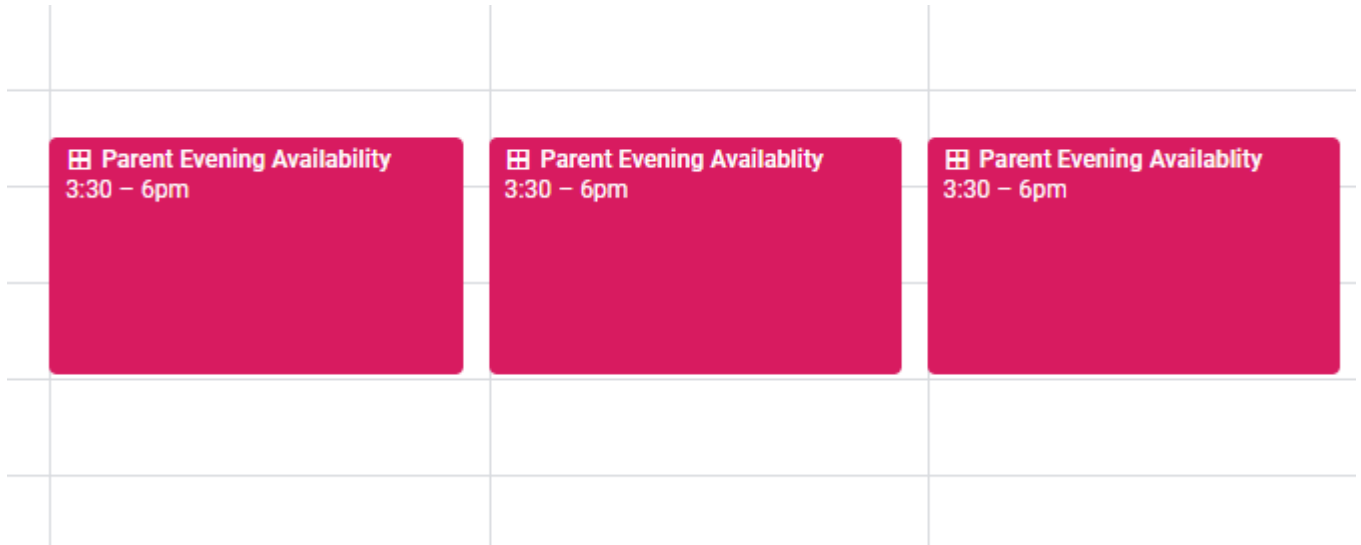 Parent Evening Availability
3:30 – 6pm
Parent Evening Availablity
3:30 – 6pm
Parent Evening Availablity
3:30 – 6pm